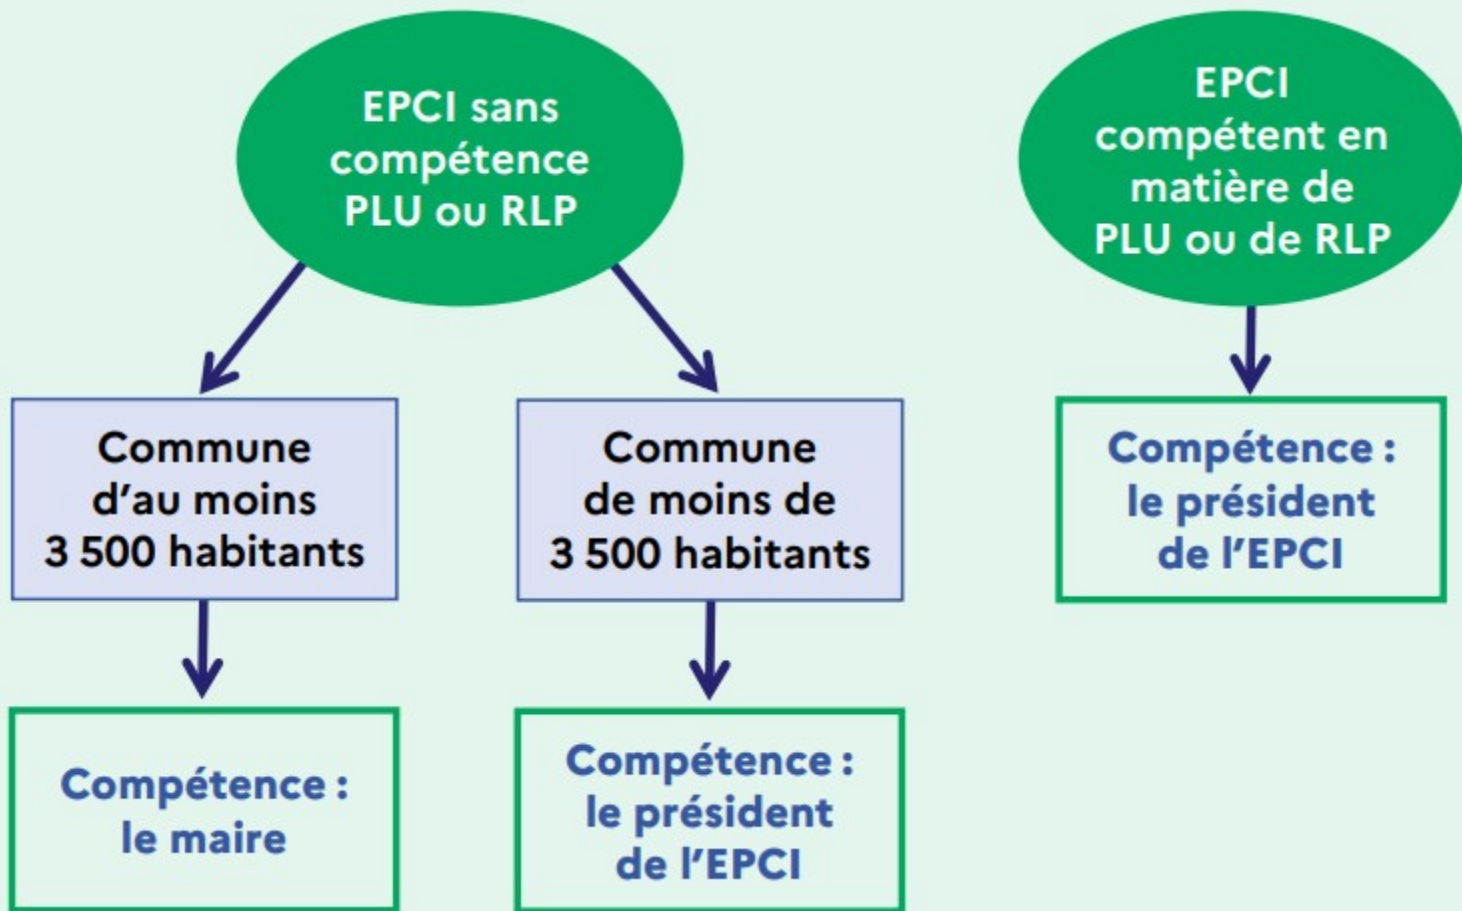 EPCI sans
compétence
PLU ou RLP
EPCI
compétent en
matière de
PLU ou de RLP
Commune
d'au moins
3 500 habitants
Commune
de moins de
3 500 habitants
Compétence :
le président
de l'EPCI
Compétence :
le maire
Compétence :
le président
de l'EPCI